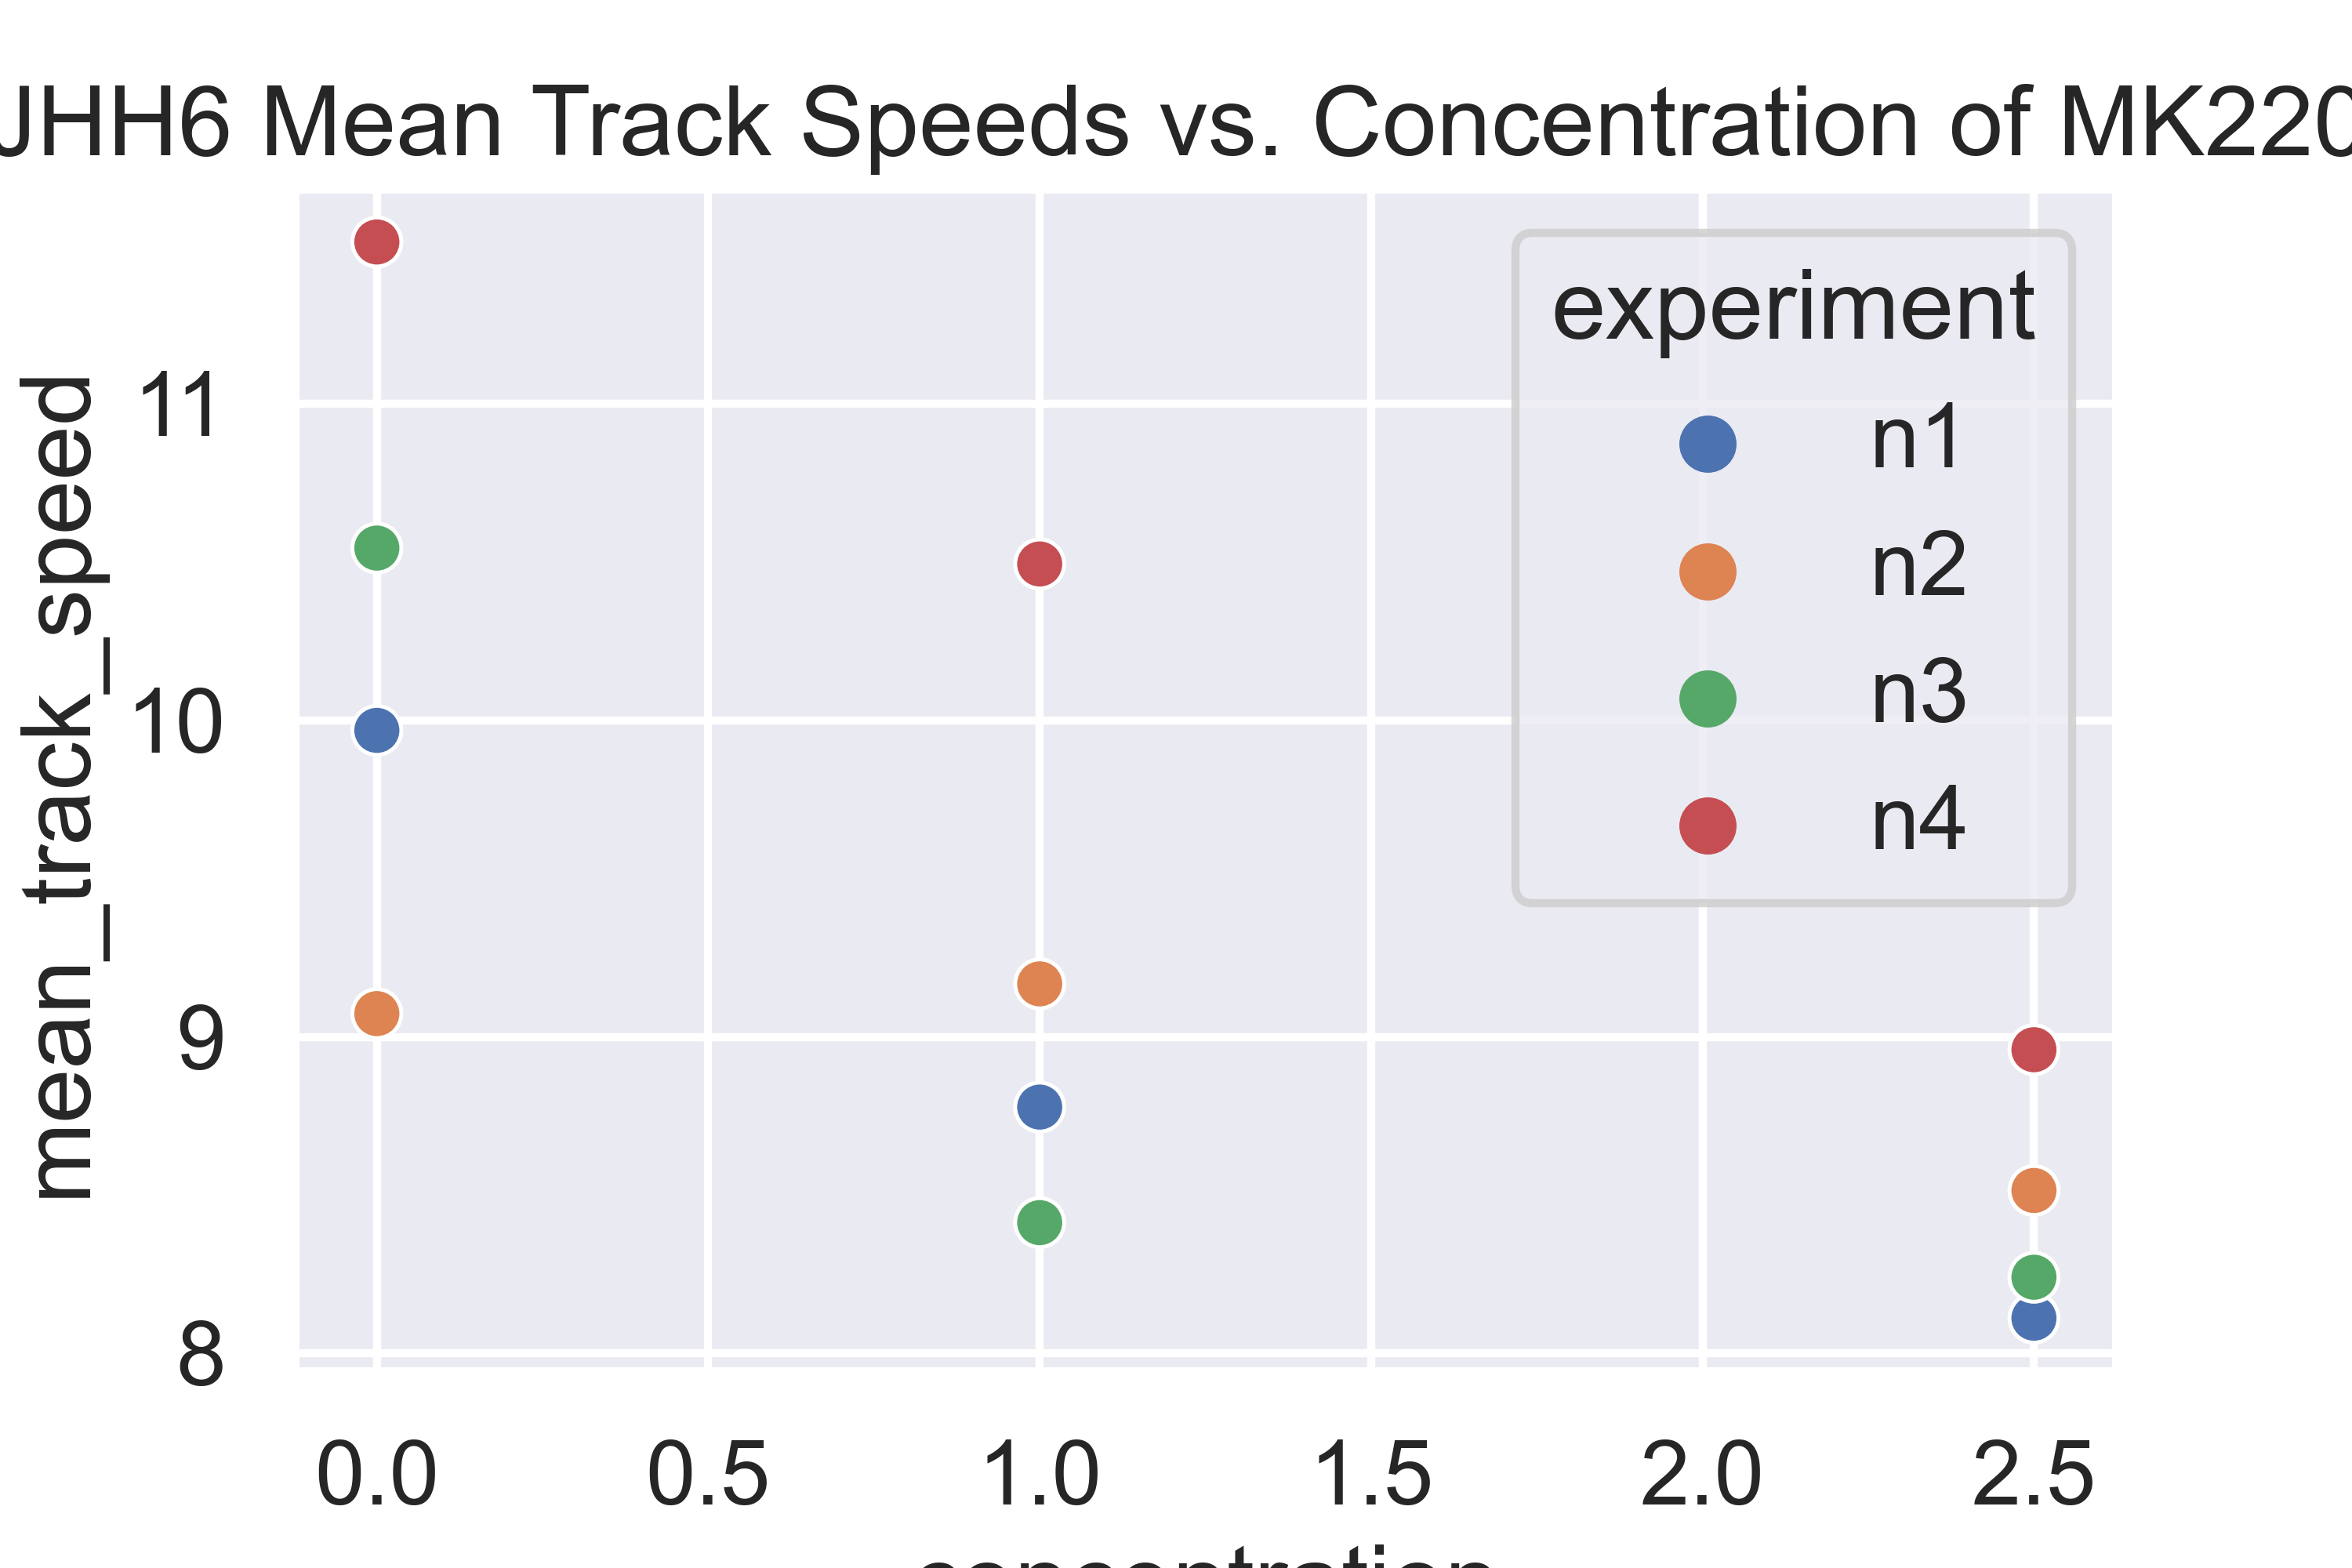 JHH6 Mean Track Speeds vs. Concentration of MK220
mean_track_speed
11
10
9
8
experiment
n1
n2
n3
n4
0.0 0.5 1.0 1.5 2.0 2.5
concentration